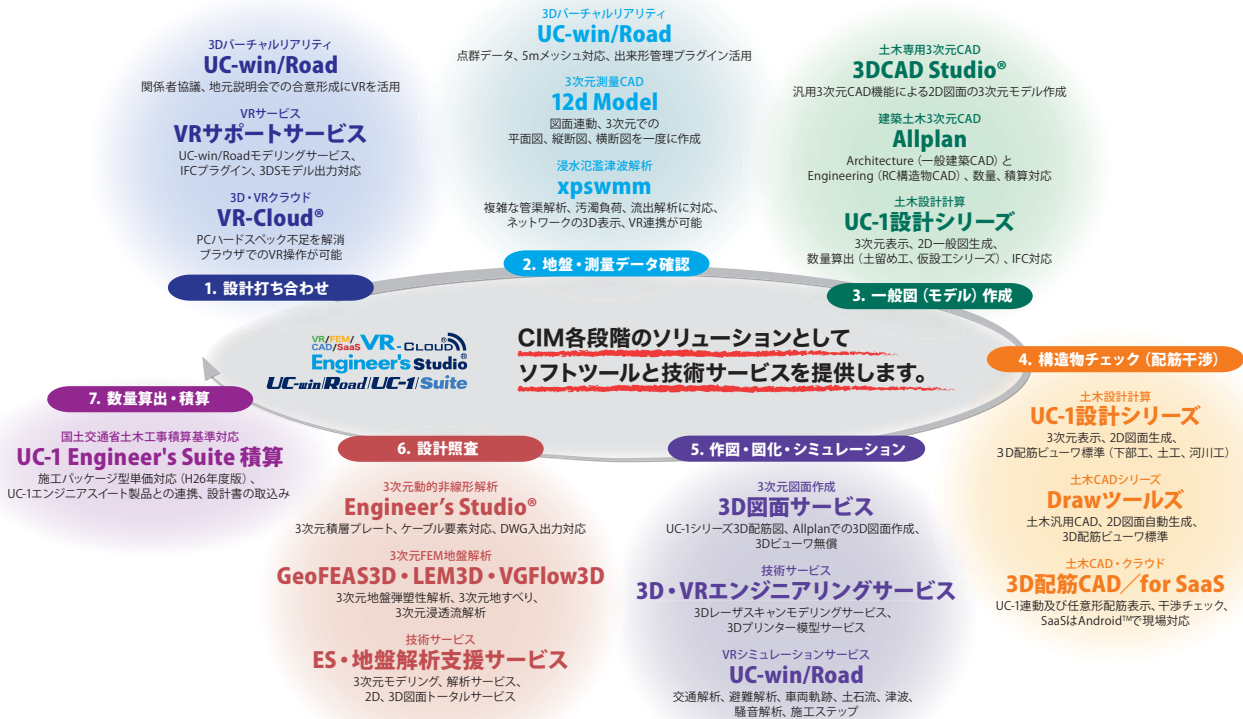 3Dバーチャルリアリティ
UC-win/Road
関係者協議、地元説明会での合意形成にVRを活用
VRサービス
VRサポートサービス
UC-win/Roadモデリングサービス、
IFCプラグイン、3DSモデル出力対応
3D・VRクラウド
VR-Cloud®
PCハードスペック不足を解消
ブラウザでのVR操作が可能
1. 設計打ち合わせ
3Dバーチャルリアリティ
UC-win/Road
点群データ、5mメッシュ対応、出来形管理プラグイン活用
3次元測量CAD
12d Model
図面連動、3次元での
平面図、縦断図、横断図を一度に作成
浸水氾濫津波解析
xpswmm
複雑な管渠解析、汚濁負荷、流出解析に対応、
ネットワークの3D表示、VR連携が可能
2. 地盤・測量データ確認
土木専用3次元CAD
3DCAD Studio®
汎用3次元CAD機能による2D図面の3次元モデル作成
建築土木3次元CAD
Allplan
Architecture（一般建築CAD）と
Engineering（RC構造物CAD）、数量、積算対応
土木設計計算
UC-1設計シリーズ
3次元表示、2D一般図生成、
数量算出（土留め工、仮設工シリーズ）、IFC対応
3. 一般図（モデル）作成
VR/FEM/
CAD/SaaS VR-CLOUD
Engineer's Studio®
UC-win/Road/UC-1/Suite
CIM各段階のソリューションとして
ソフトツールと技術サービスを提供します。
4. 構造物チェック（配筋干渉）
土木設計計算
UC-1設計シリーズ
3次元表示、2D図面生成、
3D配筋ビューワ標準（下部工、土工、河川工）
土木CADシリーズ
Drawツールズ
土木汎用CAD、2D図面自動生成、
3D配筋ビューワ標準
土木CAD・クラウド
3D配筋CAD／for SaaS
UC-1連動及び任意形配筋表示、干渉チェック、
SaaSはAndroid™で現場対応
5. 作図・図化・シミュレーション
3次元図面作成
3D図面サービス
UC-1シリーズ3D配筋図、Allplanでの3D図面作成、
3Dビューワ無償
技術サービス
3D・VRエンジニアリングサービス
3Dレーザスキャンモデリングサービス、
3Dプリンター模型サービス
VRシミュレーションサービス
UC-win/Road
交通解析、避難解析、車両軌跡、土石流、津波、
騒音解析、施工ステップ
6. 設計照査
3次元動的非線形解析
Engineer's Studio®
3次元積層プレート、ケーブル要素対応、DWG入出力対応
3次元FEM地盤解析
GeoFEAS3D・LEM3D・VGFlow3D
3次元地盤弾塑性解析、3次元地すべり、
3次元浸透流解析
技術サービス
ES・地盤解析支援サービス
3次元モデリング、解析サービス、
2D、3D図面トータルサービス
7. 数量算出・積算
国土交通省土木工事積算基準対応
UC-1 Engineer's Suite 積算
施工パッケージ型単価対応（H26年度版）、
UC-1エンジニアスイート製品との連携、設計書の取込み